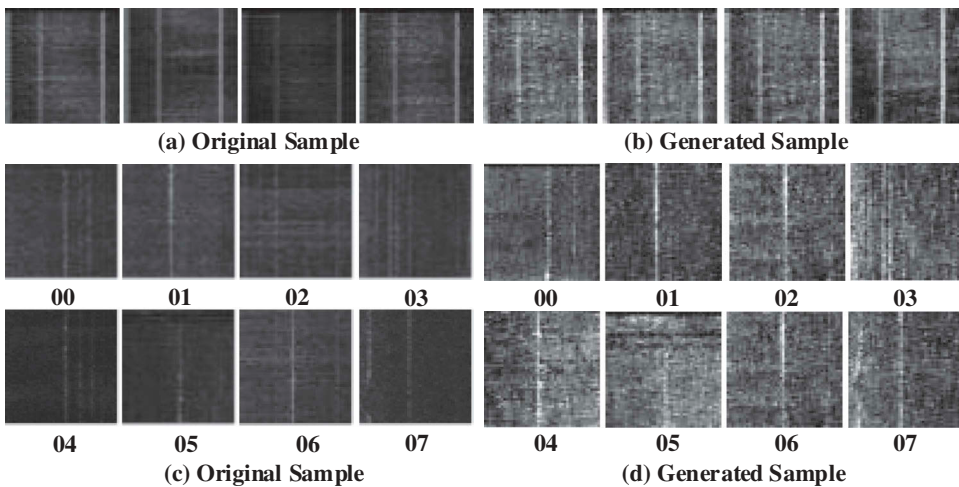 (a) Original Sample
(b) Generated Sample
00 01 02 03
00 01 02 03
04 05 06 07
04 05 06 07
(c) Original Sample
(d) Generated Sample